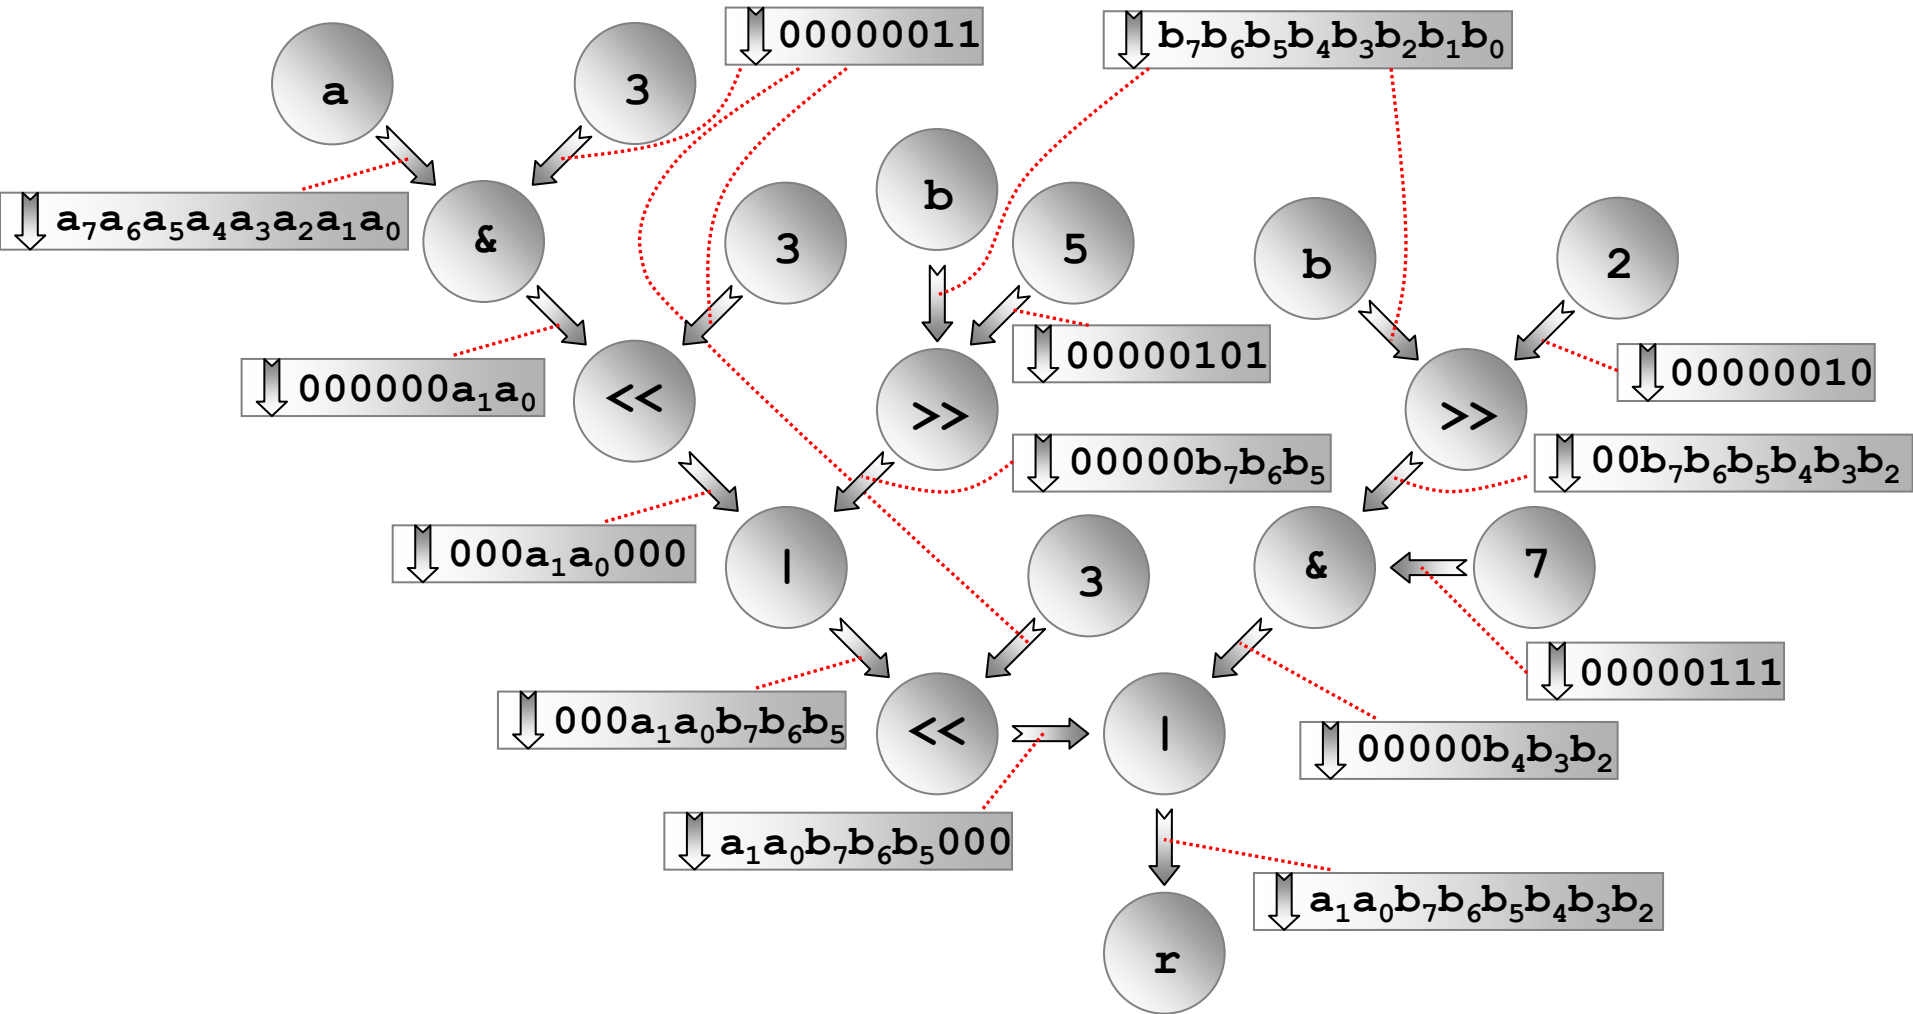 00000011
b₇b₆b₅b₄b₃b₂b₁b₀
a
3
b
a₇a₆a₅a₄a₃a₂a₁a₀
&
3
5
b
2
00000101
00000010
000000a₁a₀
<<
>>
>>
00000b₇b₆b₅
00b₇b₆b₅b₄b₃b₂
000a₁a₀000
|
3
&
7
00000111
000a₁a₀b₇b₆b₅
<<
|
00000b₄b₃b₂
a₁a₀b₇b₆b₅000
a₁a₀b₇b₆b₅b₄b₃b₂
r